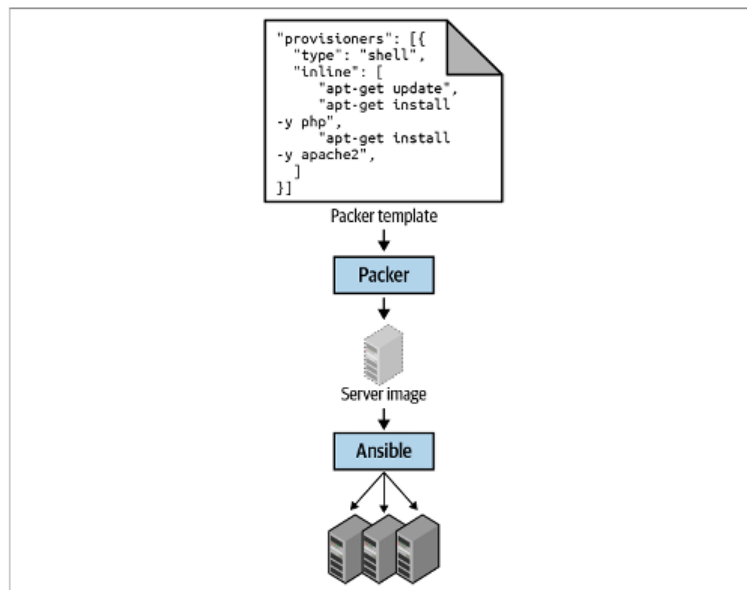 "provisioners": [{
"type": "shell",
"inline": [
"apt-get update",
"apt-get install
-y php",
"apt-get install
-y apache2",
]
}]
Packer template
Packer
Server image
Ansible